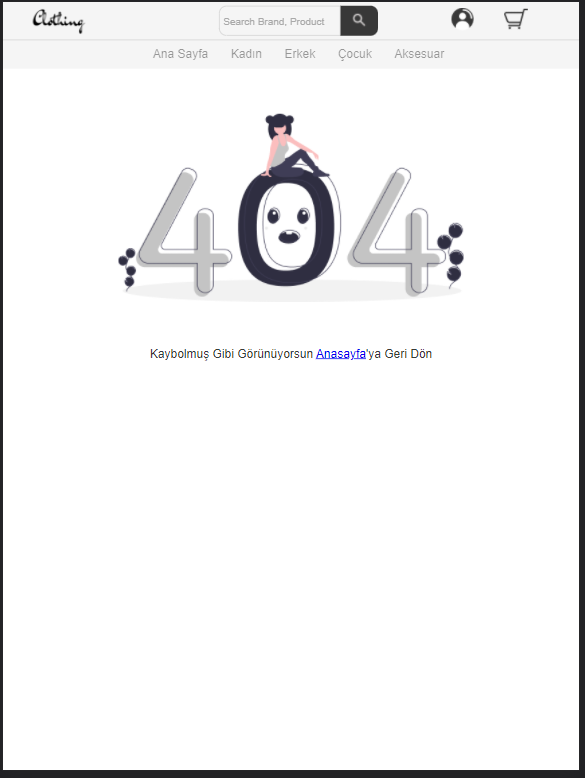 Clothing
Search Brand, Product
Ana Sayfa Kadın Erkek Çocuk Aksesuar
404
Kaybolmuş Gibi Görünüyorsun Anasayfa'ya Geri Dön